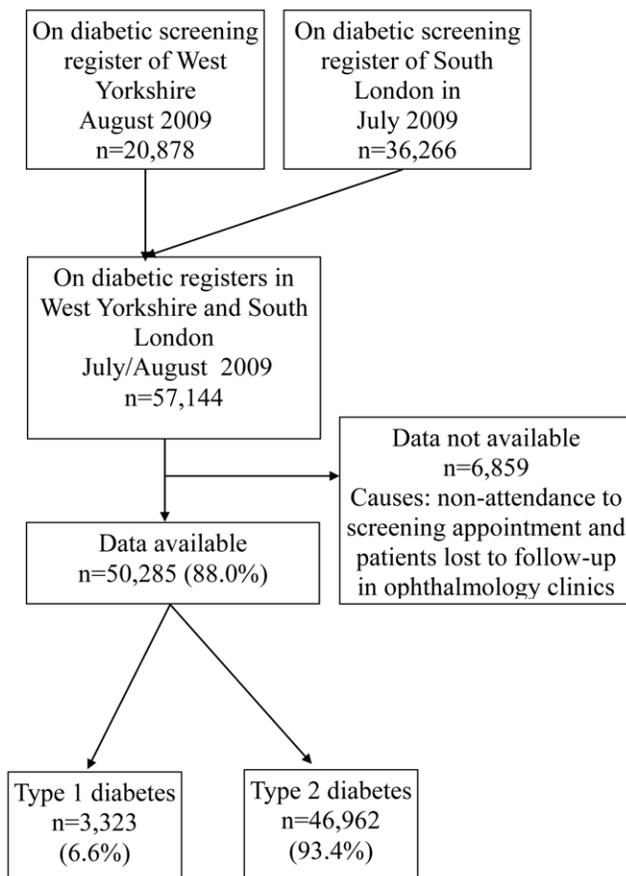 On diabetic screening
register of West
Yorkshire
August 2009
n=20,878
On diabetic screening
register of South
London in
July 2009
n=36,266
On diabetic registers in
West Yorkshire and South
London
July/August 2009
n=57,144
Data not available
n=6,859
Causes: non-attendance to
screening appointment and
patients lost to follow-up
in ophthalmology clinics
Data available
n=50,285 (88.0%)
Type 1 diabetes
n=3,323
(6.6%)
Type 2 diabetes
n=46,962
(93.4%)